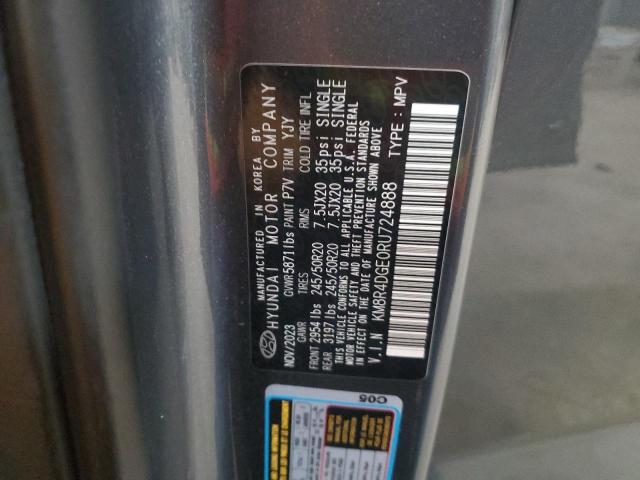 MANUFACTURED IN KOREA BY
HYUNDAI MOTOR COMPANY
NOV/2023 GVWR 5871lbs PAINT P7V TRIM YJY
GAWR TIRES RIMS COLD TIRE INFL
FRONT 2954 lbs 245/50R20 7.5JX20 35psi SINGLE
REAR 3197 lbs 245/50R20 7.5JX20 35psi SINGLE
THIS VEHICLE CONFORMS TO ALL APPLICABLE U.S.A. FEDERAL
MOTOR VEHICLE SAFETY AND THEFT PREVENTION STANDARDS
IN EFFECT ON THE DATE OF MANUFACTURE SHOWN ABOVE.
V.I.N KM8R4DGE0RU724888 TYPE : MPV
C05